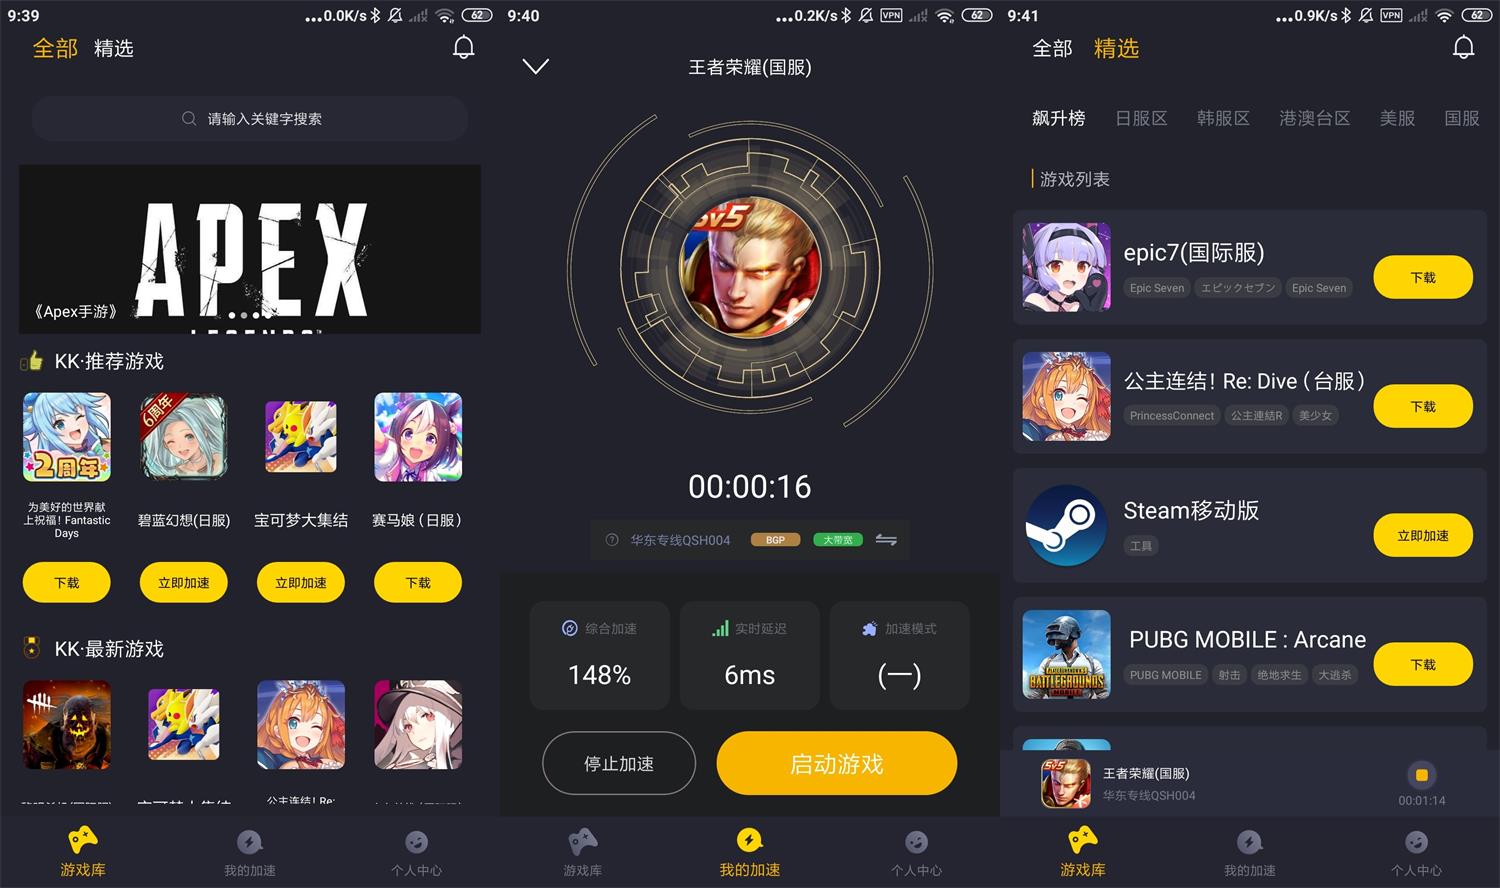 9:39
...0.0K/s
62
全部 精选
请输入关键字搜索
APEX
《Apex手游》
KK·推荐游戏
6周年
2周年
为美好的世界献
上祝福！Fantastic
Days
碧蓝幻想(日服)
宝可梦大集结
赛马娘（日服）
下载
立即加速
立即加速
下载
KK·最新游戏
公主连结！Re:
游戏库
我的加速
个人中心
9:40
...0.2K/s
VPN
62
王者荣耀(国服)
5v5
00:00:16
华东专线QSH004
BGP
大带宽
综合加速
实时延迟
加速模式
148%
6ms
(一)
停止加速
启动游戏
游戏库
我的加速
个人中心
9:41
...0.9K/s
VPN
62
全部 精选
飙升榜 日服区 韩服区 港澳台区 美服 国服
游戏列表
epic7(国际服)
Epic Seven エピックセブン Epic Seven
下载
公主连结！Re: Dive（台服）
PrincessConnect 公主連結R 美少女
下载
Steam移动版
工具
立即加速
PUBG MOBILE : Arcane
PUBG MOBILE 射击 绝地求生 大逃杀
BATTLEGROUNDS
下载
5v5
王者荣耀(国服)
华东专线QSH004
00:01:14
游戏库
我的加速
个人中心